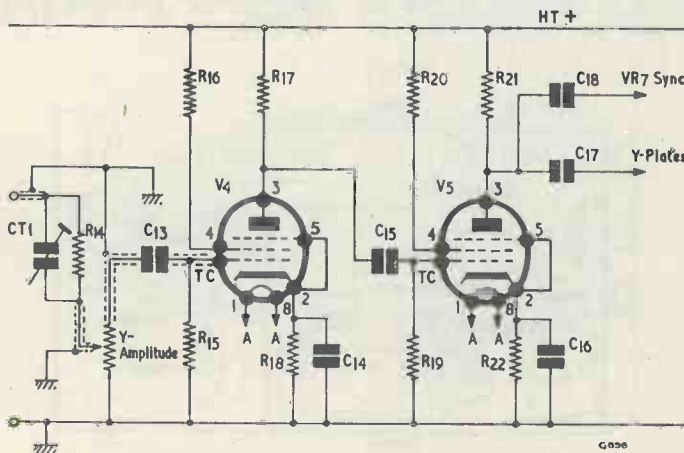 HT +
R16
R17
R20
R21
C18
VR7 Sync
C17
Y-Plates
V4
3
V5
3
CT1
R14
C13
4
5
C15
4
5
TC
TC
2
2
1
8
1
8
Y-
Amplitude
R15
A
A
R18
C14
R19
A
A
R22
C16
G898